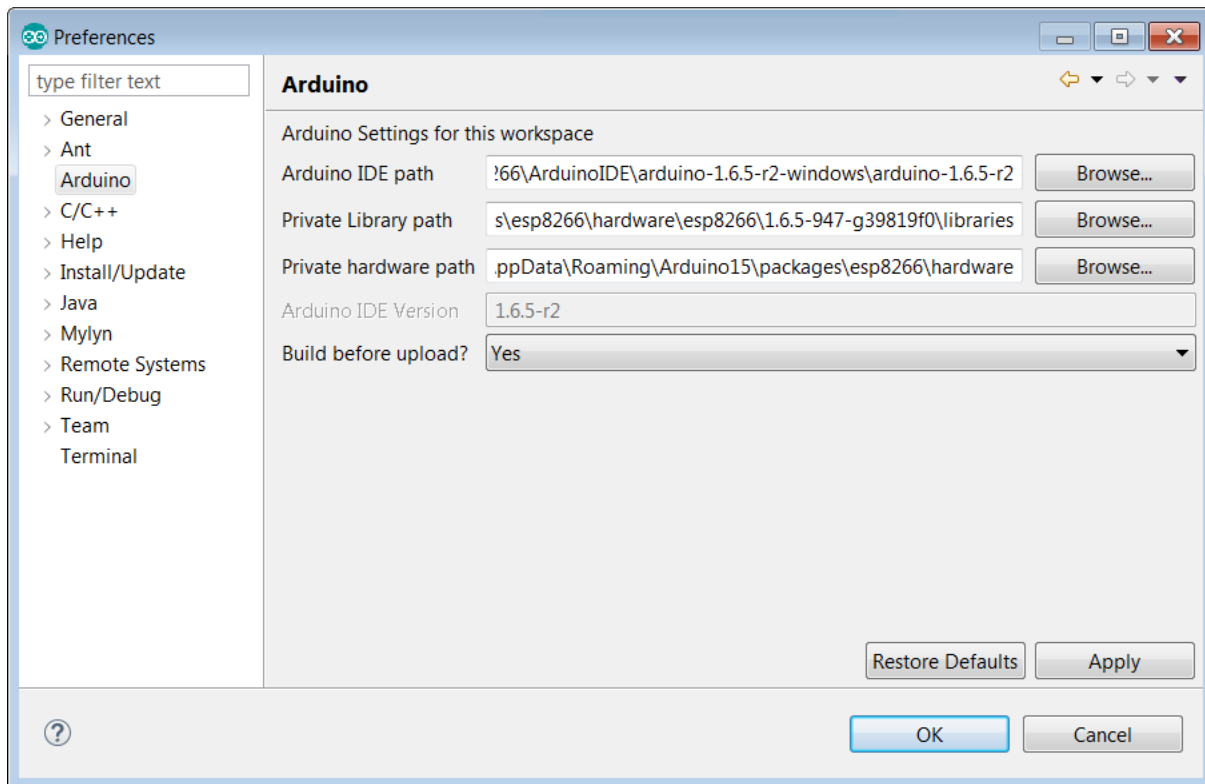 Preferences
type filter text
General
Ant
Arduino
C/C++
Help
Install/Update
Java
Mylyn
Remote Systems
Run/Debug
Team
Terminal
Arduino
Arduino Settings for this workspace
Arduino IDE path 266\ArduinoIDE\arduino-1.6.5-r2-windows\arduino-1.6.5-r2 Browse...
Private Library path s\esp8266\hardware\esp8266\1.6.5-947-g39819f0\libraries Browse...
Private hardware path .ppData\Roaming\Arduino15\packages\esp8266\hardware Browse...
Arduino IDE Version 1.6.5-r2
Build before upload? Yes
Restore Defaults Apply
? OK Cancel